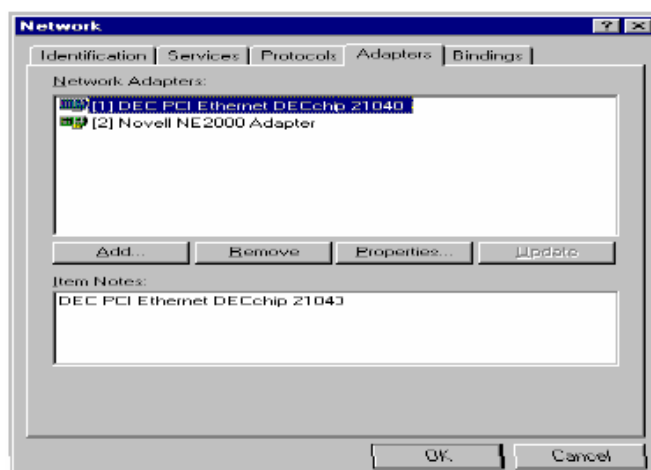 Network
Identification Services Protocols Adapters Bindings
Network Adapters:
[1] DEC PCI Ethernet DECchip 21040
[2] Novell NE2000 Adapter
Add... Remove Properties... Update
Item Notes:
DEC PCI Ethernet DECchip 21040
OK Cancel